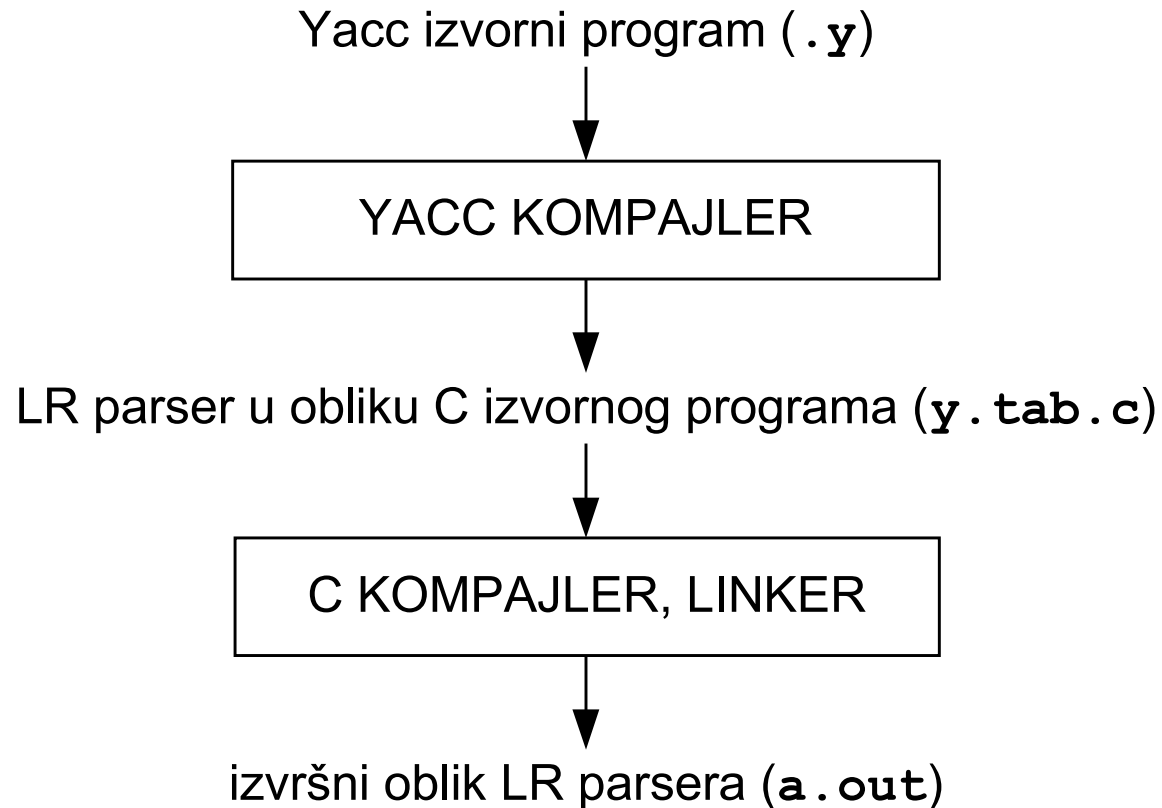 Yacc izvorni program (.y)
YACC KOMPAJLER
LR parser u obliku C izvornog programa (y.tab.c)
C KOMPAJLER, LINKER
izvršni oblik LR parsera (a.out)